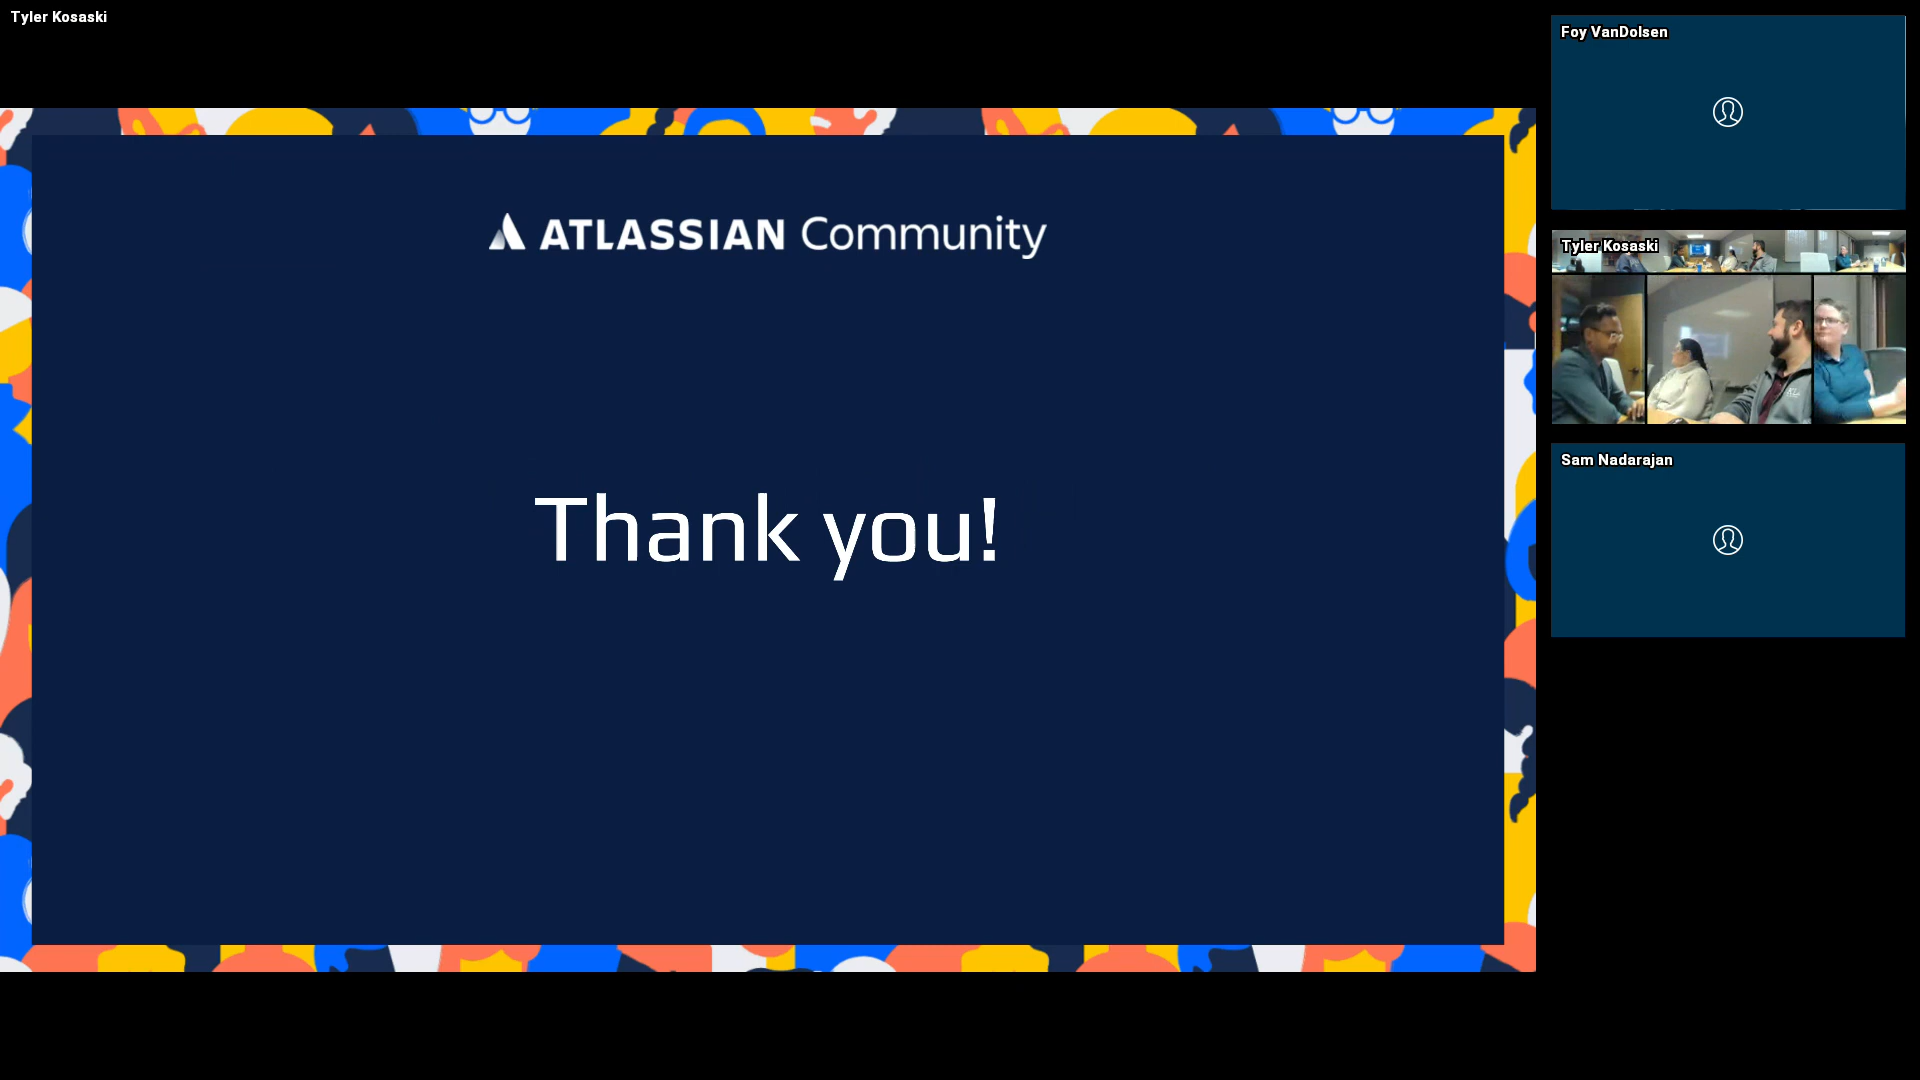 Tyler Kosaski
ATLASSIAN Community
Thank you!
Foy VanDolsen
Tyler Kosaski
Sam Nadarajan